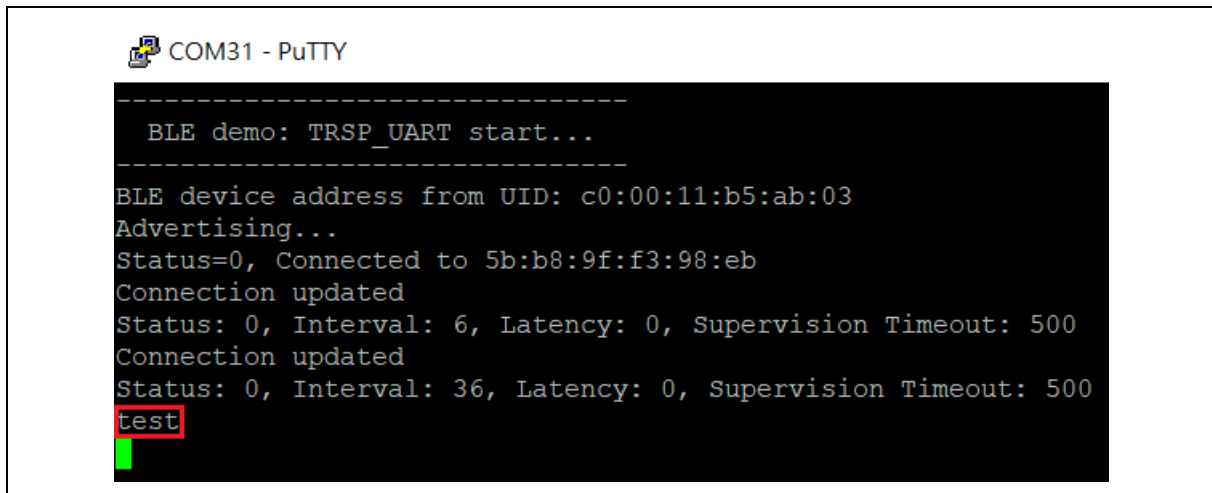 COM31 - PuTTY
---------------------------------
  BLE demo: TRSP_UART start...
---------------------------------
BLE device address from UID: c0:00:11:b5:ab:03
Advertising...
Status=0, Connected to 5b:b8:9f:f3:98:eb
Connection updated
Status: 0, Interval: 6, Latency: 0, Supervision Timeout: 500
Connection updated
Status: 0, Interval: 36, Latency: 0, Supervision Timeout: 500
test